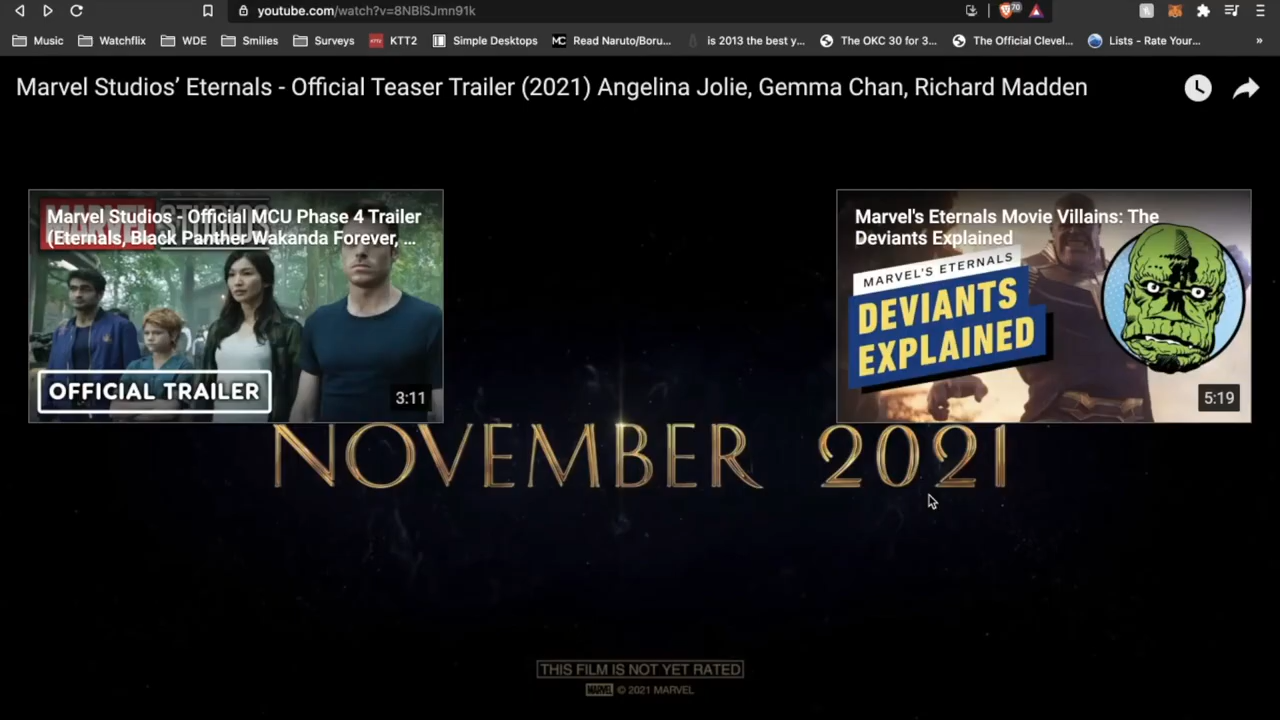 youtube.com/watch?v=8NBISJmn91k
70
Music
Watchflix
WDE
Smilies
Surveys
KTT2
Simple Desktops
MC
Read Naruto/Boru...
is 2013 the best y...
The OKC 30 for 3...
The Official Clevel...
Lists - Rate Your...
»
Marvel Studios’ Eternals - Official Teaser Trailer (2021) Angelina Jolie, Gemma Chan, Richard Madden
MARVEL STUDIOS
Marvel Studios - Official MCU Phase 4 Trailer
(Eternals, Black Panther Wakanda Forever, ...
OFFICIAL TRAILER
3:11
Marvel's Eternals Movie Villains: The
Deviants Explained
MARVEL'S ETERNALS
DEVIANTS
EXPLAINED
5:19
NOVEMBER 2021
THIS FILM IS NOT YET RATED
MARVEL © 2021 MARVEL